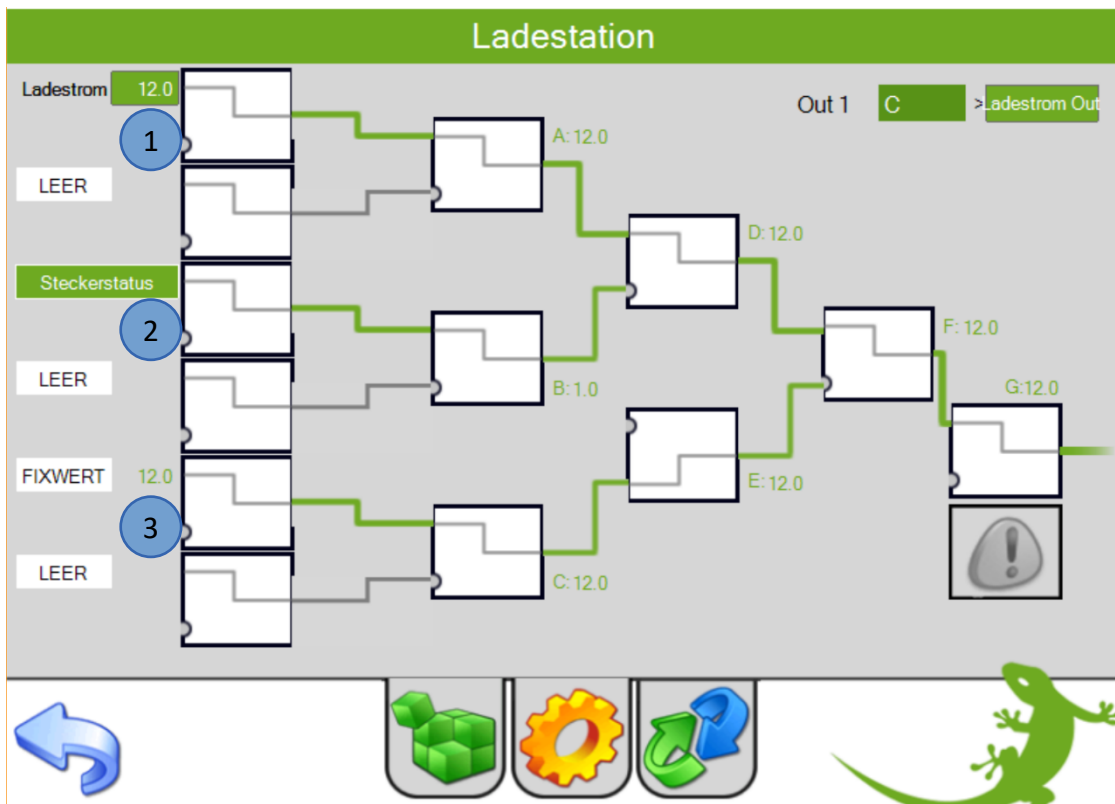 Ladestation
Ladestrom 12.0
Out 1 C >Ladestrom Out
1
A: 12.0
LEER
D: 12.0
Steckerstatus
2
F: 12.0
LEER
B: 1.0
G: 12.0
FIXWERT 12.0
E: 12.0
3
LEER
C: 12.0